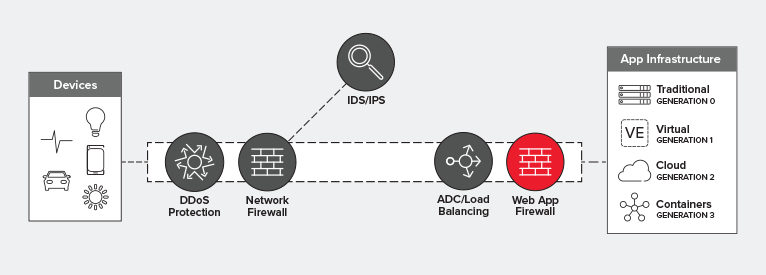 Devices
IDS/IPS
DDoS
Protection
Network
Firewall
ADC/Load
Balancing
Web App
Firewall
App Infrastructure
Traditional
GENERATION 0
VE
Virtual
GENERATION 1
Cloud
GENERATION 2
Containers
GENERATION 3